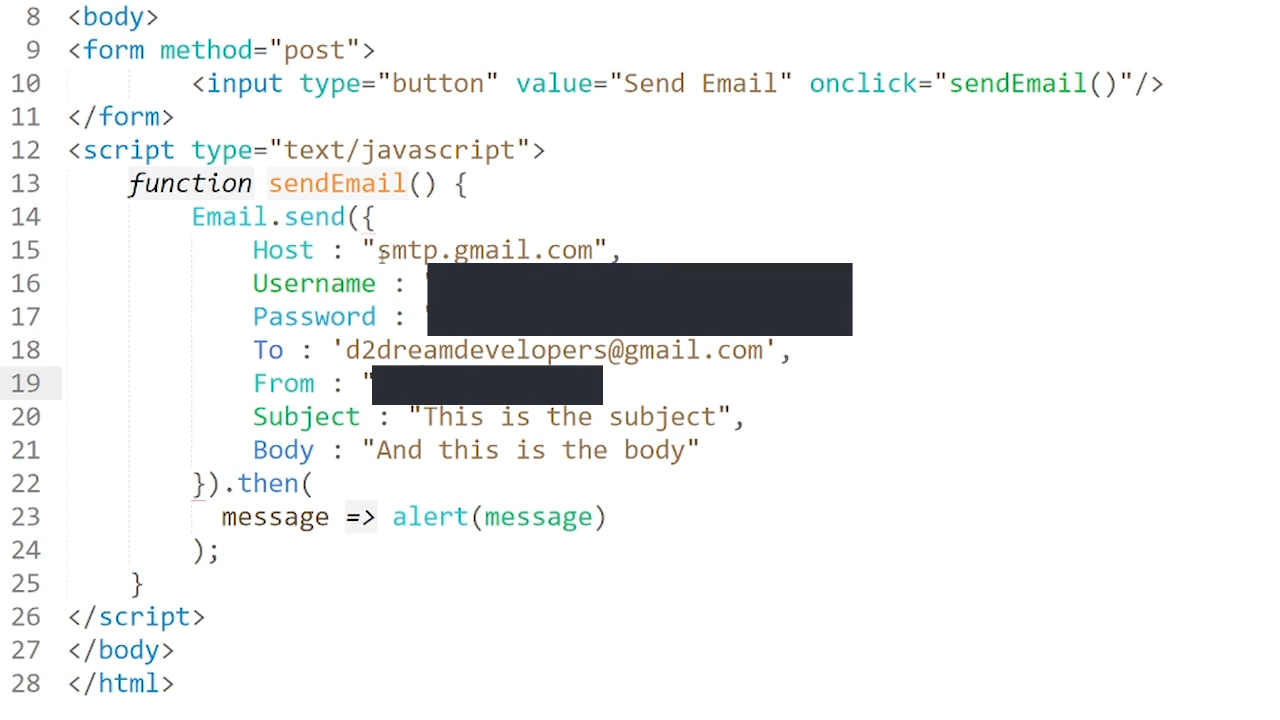 8 <body>
9 <form method="post">
10 <input type="button" value="Send Email" onclick="sendEmail()"/>
11 </form>
12 <script type="text/javascript">
13 function sendEmail() {
14 Email.send({
15 Host : "smtp.gmail.com",
16 Username : "
17 Password : "
18 To : 'd2dreamdevelopers@gmail.com',
19 From : "
20 Subject : "This is the subject",
21 Body : "And this is the body"
22 }).then(
23 message => alert(message)
24 );
25 }
26 </script>
27 </body>
28 </html>